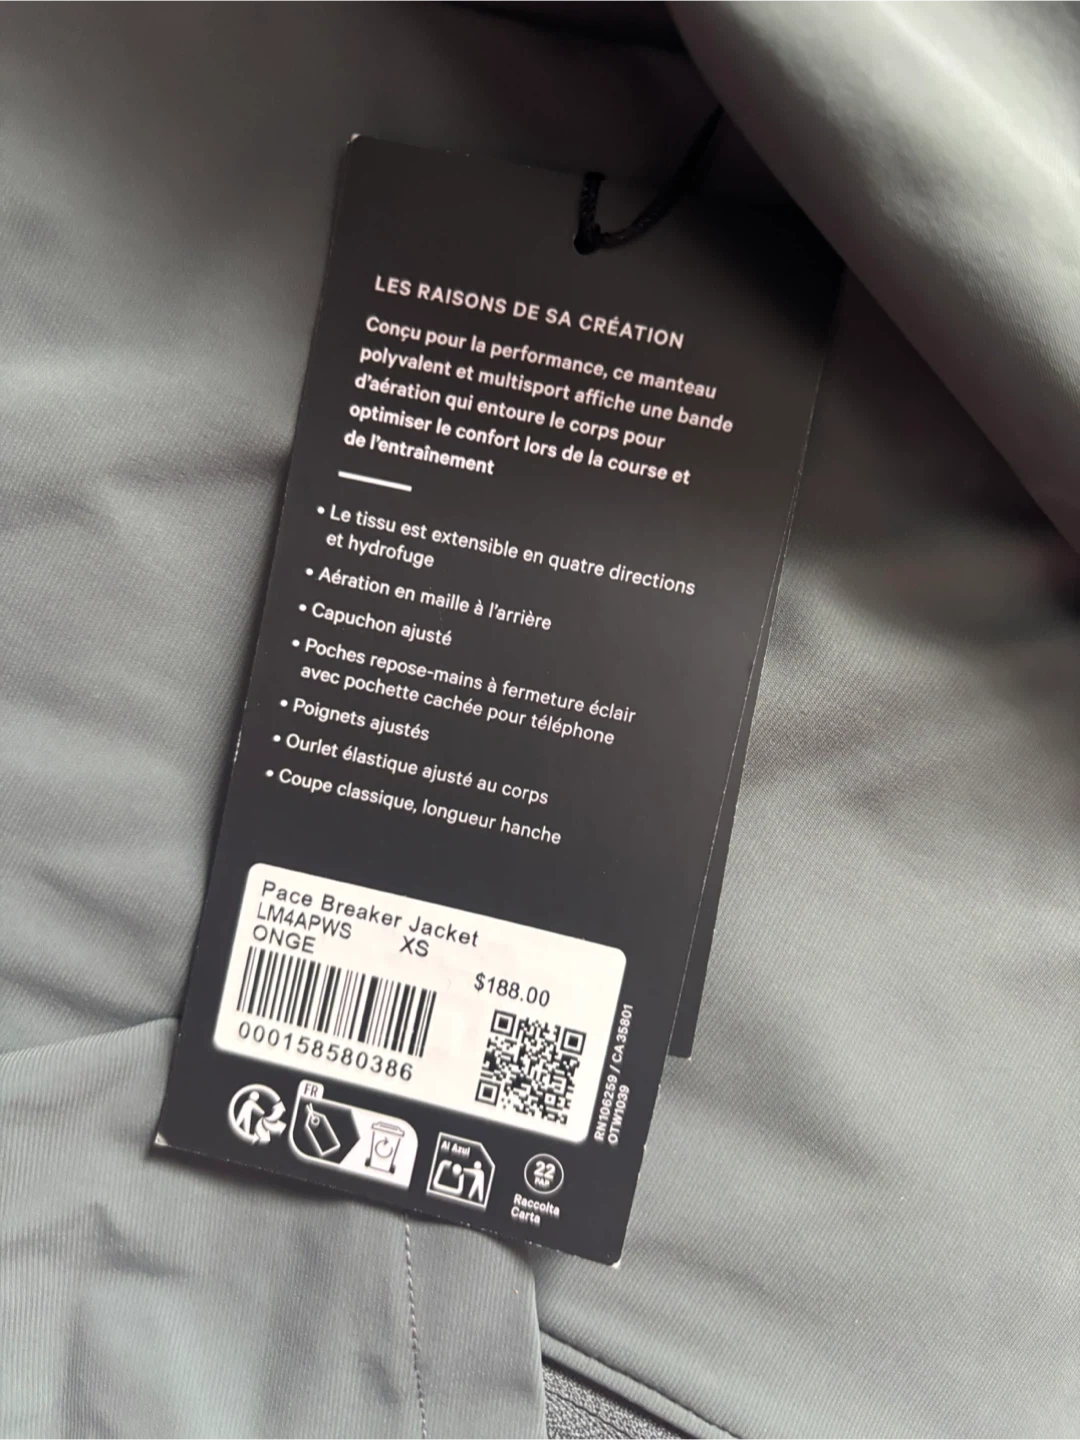 LES RAISONS DE SA CRÉATION
Conçu pour la performance, ce manteau
polyvalent et multisport affiche une bande
d'aération qui entoure le corps pour
optimiser le confort lors de la course et
de l'entraînement
• Le tissu est extensible en quatre directions
et hydrofuge
• Aération en maille à l'arrière
• Capuchon ajusté
• Poches repose-mains à fermeture éclair
avec pochette cachée pour téléphone
• Poignets ajustés
• Ourlet élastique ajusté au corps
• Coupe classique, longueur hanche
Pace Breaker Jacket
LM4APWS XS
ONGE
$188.00
000158580386
RN106259 / CA 35801
OTW1039
FR
Al Azul
22
PAP
Raccolta
Carta